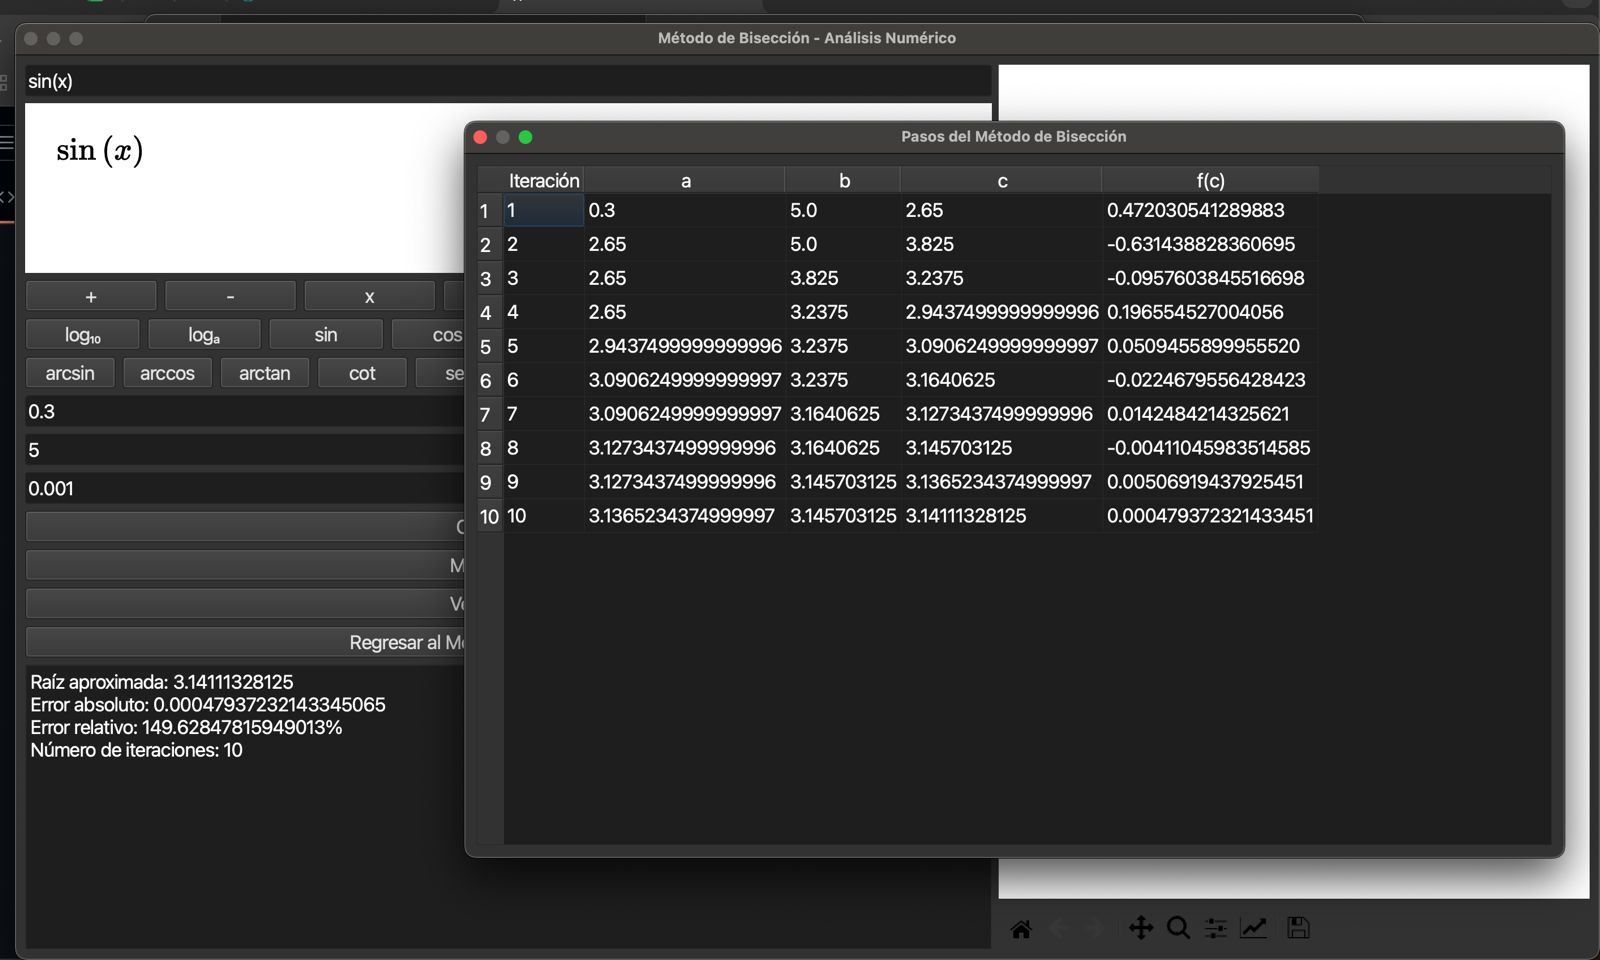 Método de Bisección - Análisis Numérico
sin(x)
sin (x)
+ - x
log₁₀ logₐ sin cos
arcsin arccos arctan cot
0.3
5
0.001
Regresar al
Raíz aproximada: 3.14111328125
Error absoluto: 0.00047937232143345065
Error relativo: 149.62847815949013%
Número de iteraciones: 10
Pasos del Método de Bisección
Iteración a b c f(c)
1 1 0.3 5.0 2.65 0.472030541289883
2 2 2.65 5.0 3.825 -0.631438828360695
3 3 2.65 3.825 3.2375 -0.0957603845516698
4 4 2.65 3.2375 2.9437499999999996 0.196554527004056
5 5 2.9437499999999996 3.2375 3.0906249999999997 0.0509455899955520
6 6 3.0906249999999997 3.2375 3.1640625 -0.0224679556428423
7 7 3.0906249999999997 3.1640625 3.1273437499999996 0.0142484214325621
8 8 3.1273437499999996 3.1640625 3.145703125 -0.00411045983514585
9 9 3.1273437499999996 3.145703125 3.1365234374999997 0.00506919437925451
10 10 3.1365234374999997 3.145703125 3.14111328125 0.000479372321433451